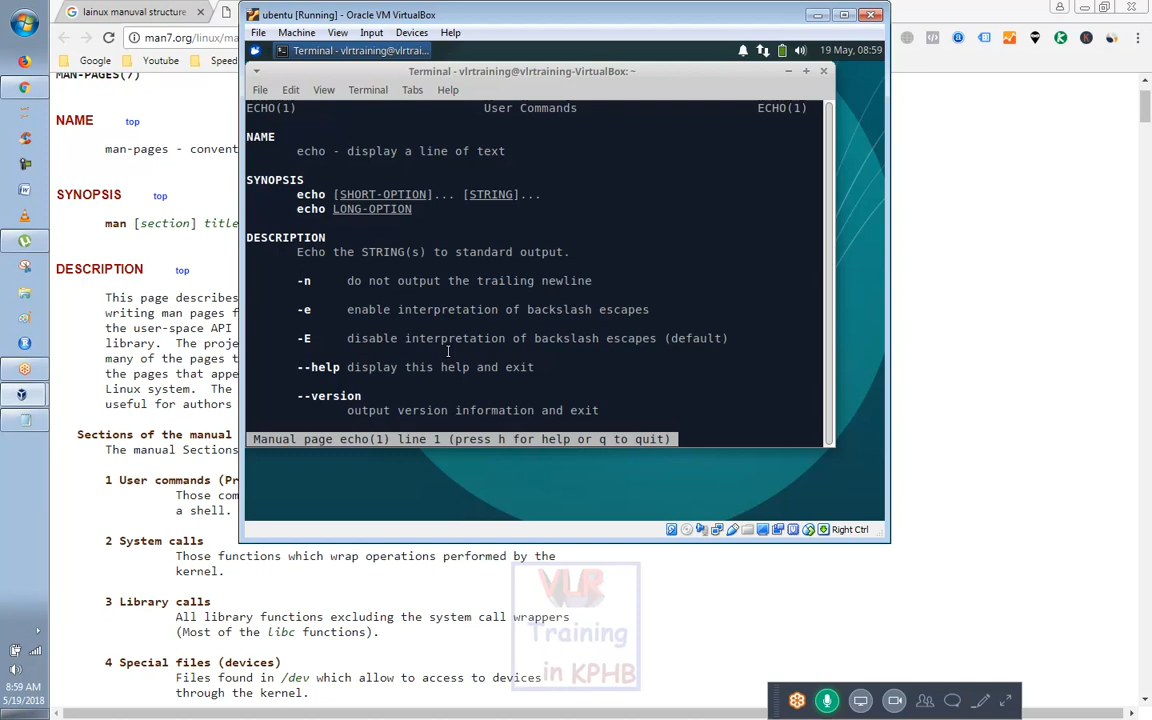 lainux manuval structure
man7.org/linux/ma
Google
Youtube
Speed
ubentu [Running] - Oracle VM VirtualBox
File Machine View Input Devices Help
Terminal - vlrtraining@vlrtrai...
19 May, 08:59
Terminal - vlrtraining@vlrtraining-VirtualBox: ~
File Edit View Terminal Tabs Help
ECHO(1) User Commands ECHO(1)
NAME
echo - display a line of text
SYNOPSIS
echo [SHORT-OPTION]... [STRING]...
echo LONG-OPTION
DESCRIPTION
Echo the STRING(s) to standard output.
-n do not output the trailing newline
-e enable interpretation of backslash escapes
-E disable interpretation of backslash escapes (default)
--help display this help and exit
--version
output version information and exit
Manual page echo(1) line 1 (press h for help or q to quit)
Right Ctrl
MAN-PAGES(7)
NAME top
man-pages - convent
SYNOPSIS top
man [section] title
DESCRIPTION top
This page describes
writing man pages f
the user-space API
library. The proje
many of the pages t
the pages that appe
Linux system. The
useful for authors
Sections of the manual
The manual Sections
1 User commands (Pr
Those com
a shell.
2 System calls
Those functions which wrap operations performed by the
kernel.
3 Library calls
All library functions excluding the system call wrappers
(Most of the libc functions).
4 Special files (devices)
Files found in /dev which allow to access to devices
through the kernel.
VLR
Training
in KPHB
8:59 AM
5/19/2018